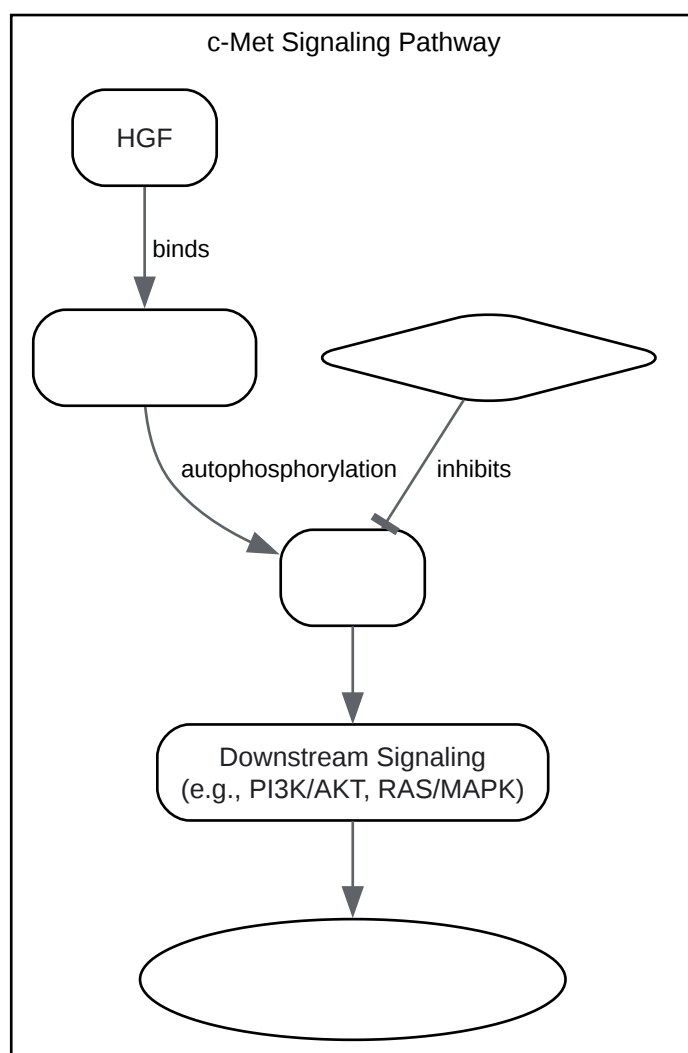 c-Met Signaling Pathway
HGF
binds
autophosphorylation
inhibits
Downstream Signaling
(e.g., PI3K/AKT, RAS/MAPK)